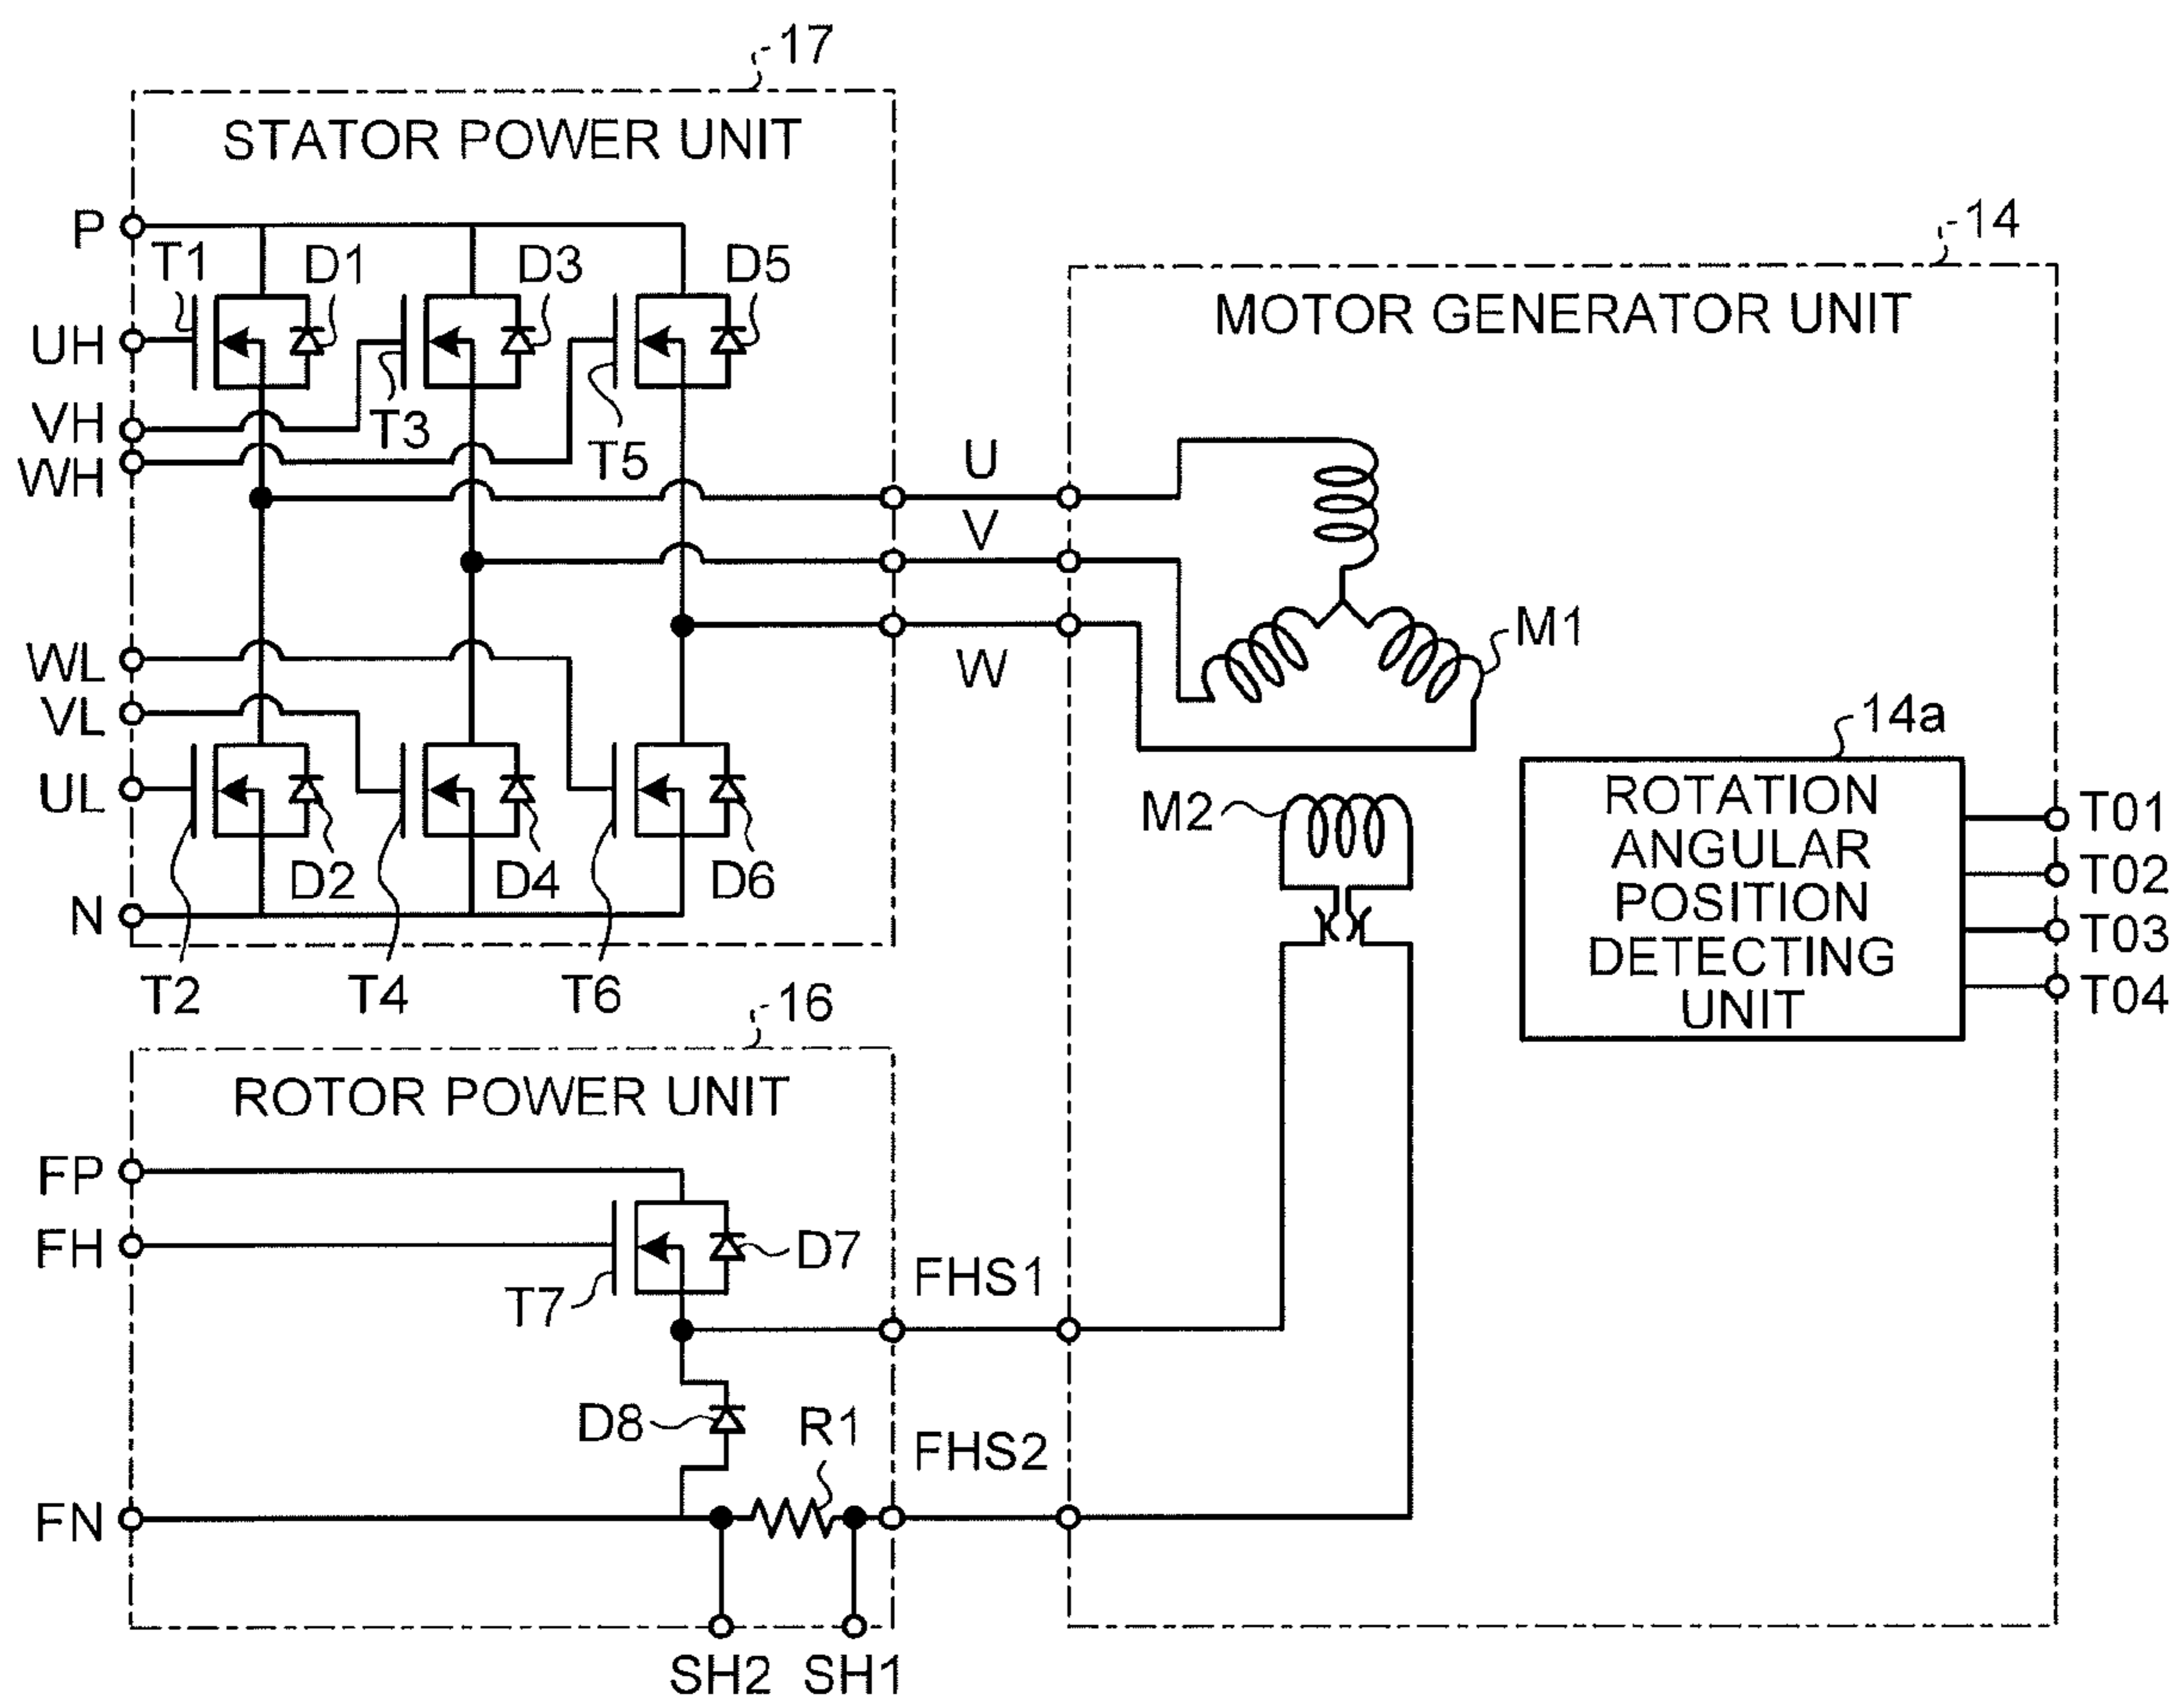 17
STATOR POWER UNIT
P
T1
D1
D3
D5
UH
VH
T3
WH
T5
WL
VL
UL
D2
D4
D6
N
T2
T4
T6
U
V
W
14
MOTOR GENERATOR UNIT
M1
M2
14a
ROTATION
ANGULAR
POSITION
DETECTING
UNIT
T01
T02
T03
T04
16
ROTOR POWER UNIT
FP
FH
D7
T7
FHS1
D8
R1
FHS2
FN
SH2
SH1